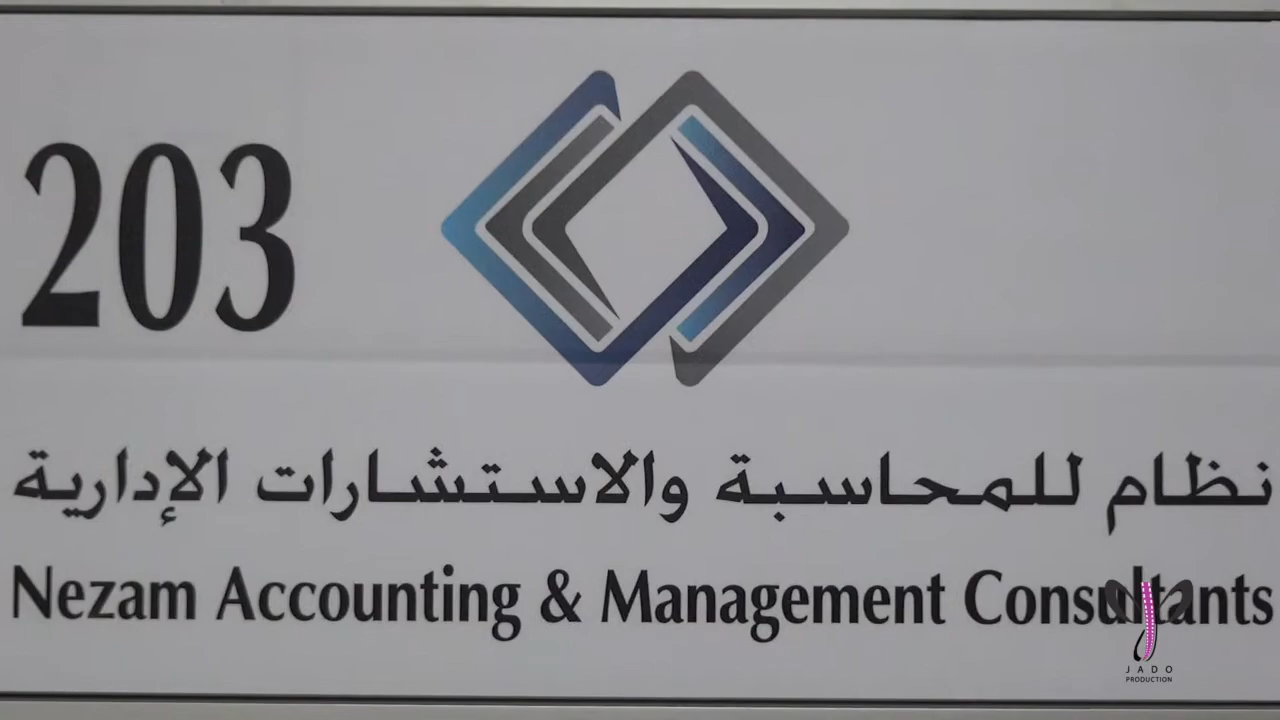 203
نظام للمحاسبة والاستشارات الإدارية
Nezam Accounting & Management Consultants
JADO
PRODUCTION